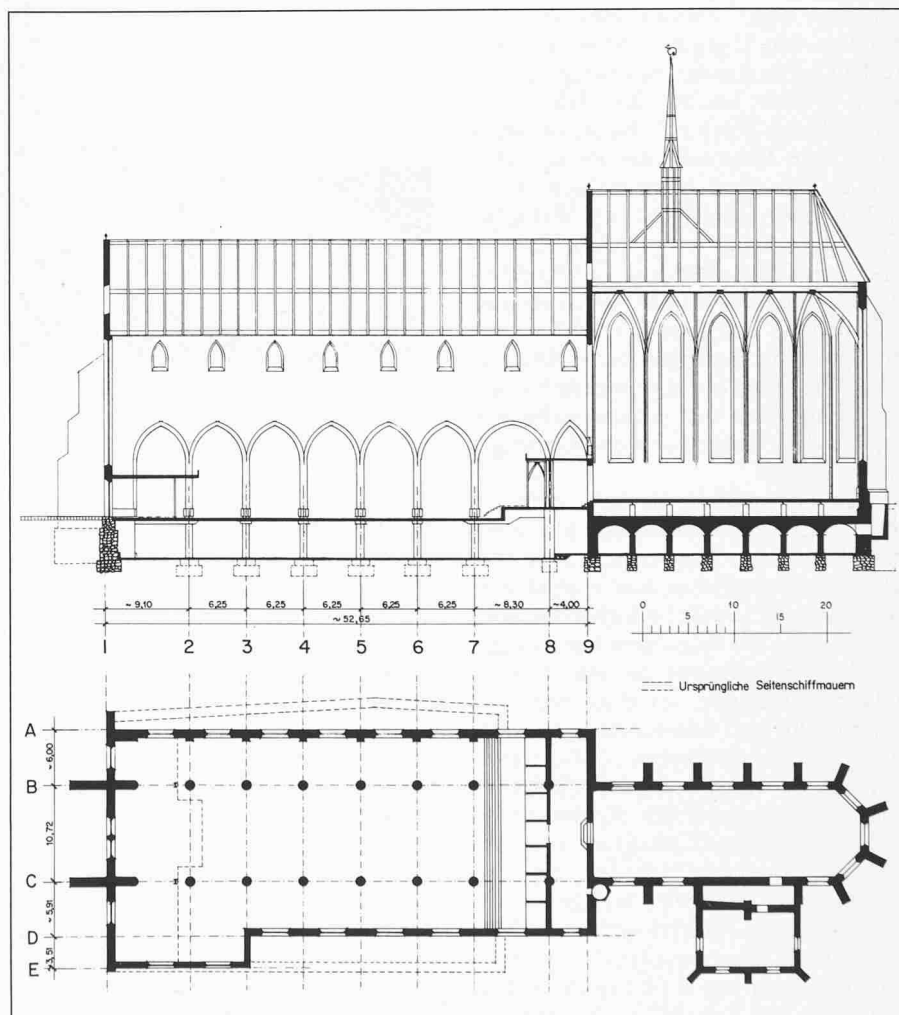 ~ 9,10 6,25 6,25 6,25 6,25 6,25 ~ 8,30 ~4,00
~ 52,65
1 2 3 4 5 6 7 8 9
0 5 10 15 20
Ursprüngliche Seitenschiffmauern
A
~ 6,00
B
10,72
C
~ 5,91
D
~3,51
E